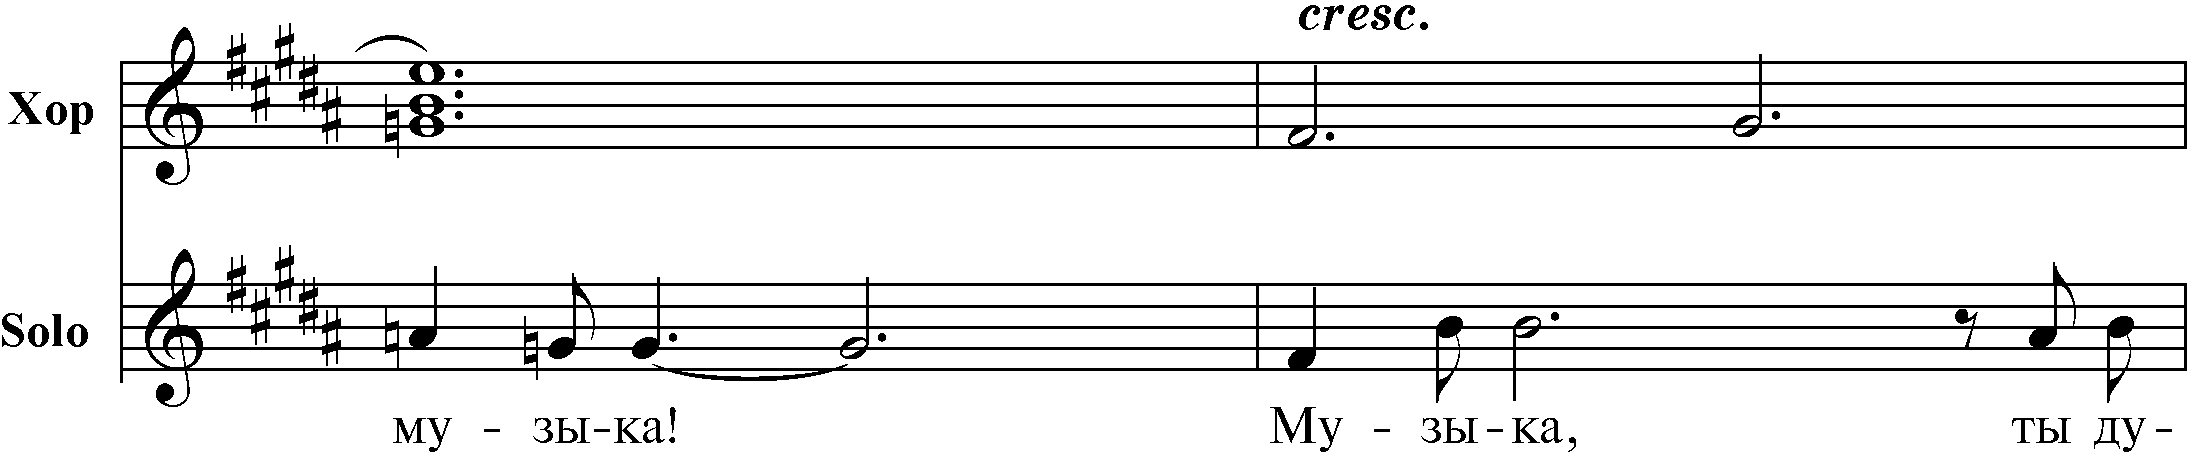 cresc.
Хор
Solo
му - зы-ка! Му - зы-ка, ты ду-